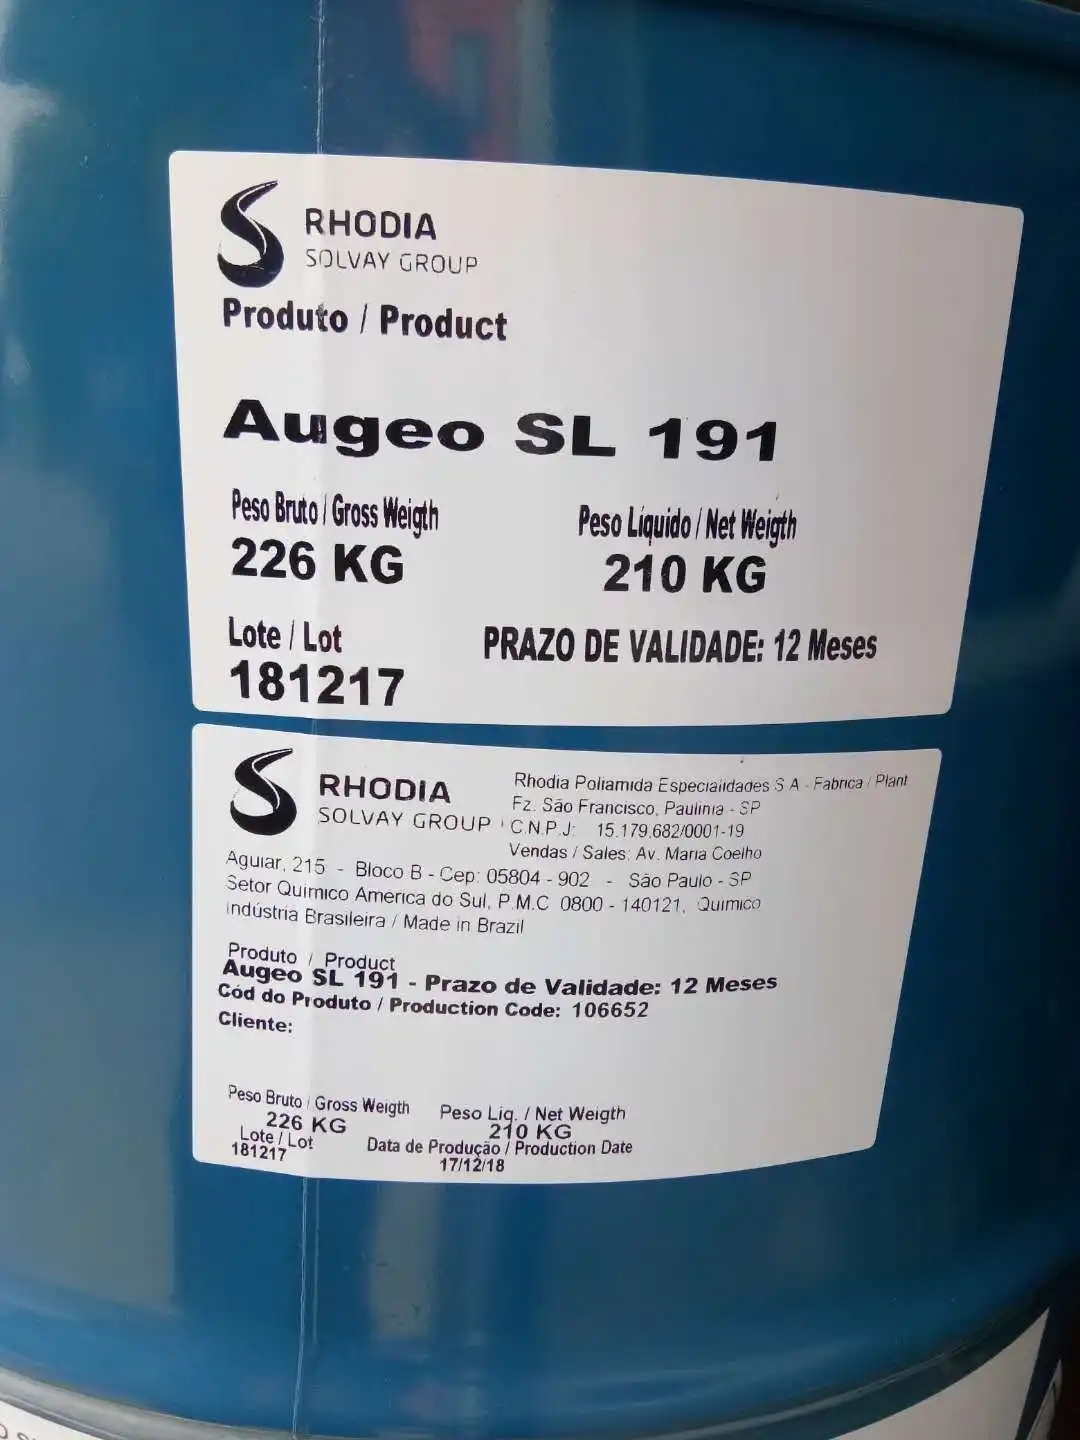 RHODIA
SOLVAY GROUP
Produto / Product
Augeo SL 191
Peso Bruto / Gross Weigth Peso Líquido / Net Weigth
226 KG 210 KG
Lote / Lot PRAZO DE VALIDADE: 12 Meses
181217
RHODIA
SOLVAY GROUP
Rhodia Poliamida Especialidades S A - Fabrica / Plant
Fz. São Francisco, Paulinia - SP
C.N.P.J: 15.179.682/0001-19
Vendas / Sales: Av. Maria Coelho
Aguiar, 215 - Bloco B - Cep: 05804 - 902 - São Paulo - SP
Setor Quimico America do Sul, P.M.C 0800 - 140121, Quimico
Indústria Brasileira / Made in Brazil
Produto / Product
Augeo SL 191 - Prazo de Validade: 12 Meses
Cód do Produto / Production Code: 106652
Cliente:
Peso Bruto / Gross Weigth Peso Liq. / Net Weigth
226 KG 210 KG
Lote / Lot Data de Produção / Production Date
181217 17/12/18